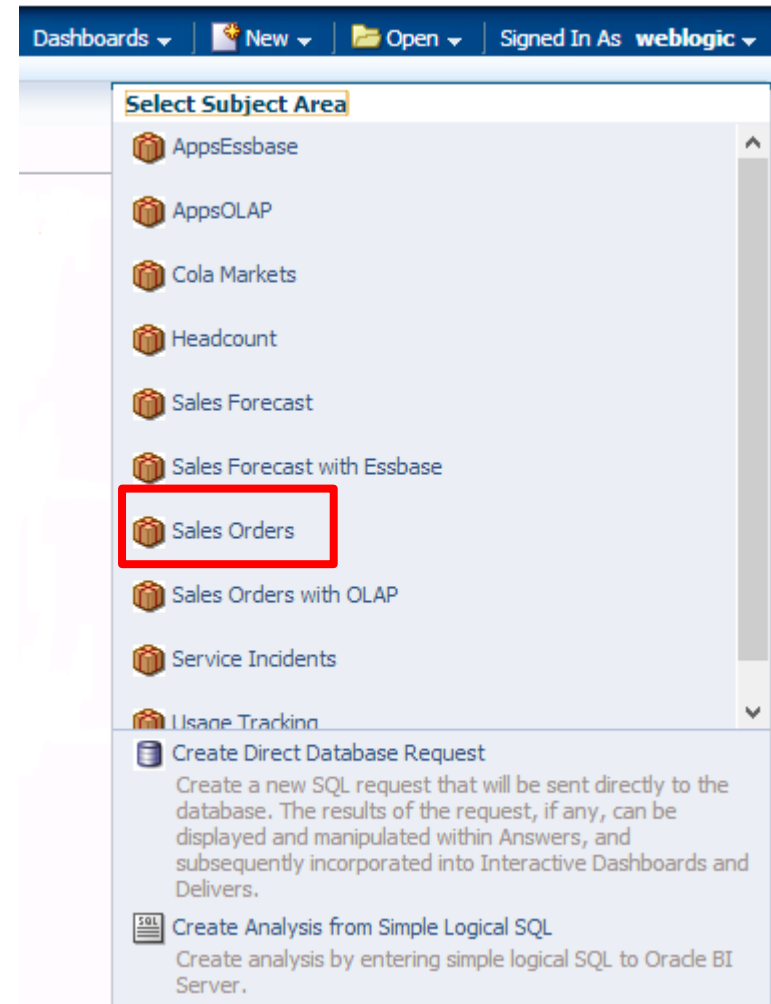 Dashboards New Open Signed In As weblogic
Select Subject Area
AppsEssbase
AppsOLAP
Cola Markets
Headcount
Sales Forecast
Sales Forecast with Essbase
Sales Orders
Sales Orders with OLAP
Service Incidents
Usage Tracking
Create Direct Database Request
Create a new SQL request that will be sent directly to the
database. The results of the request, if any, can be
displayed and manipulated within Answers, and
subsequently incorporated into Interactive Dashboards and
Delivers.
SQL Create Analysis from Simple Logical SQL
Create analysis by entering simple logical SQL to Oracle BI
Server.